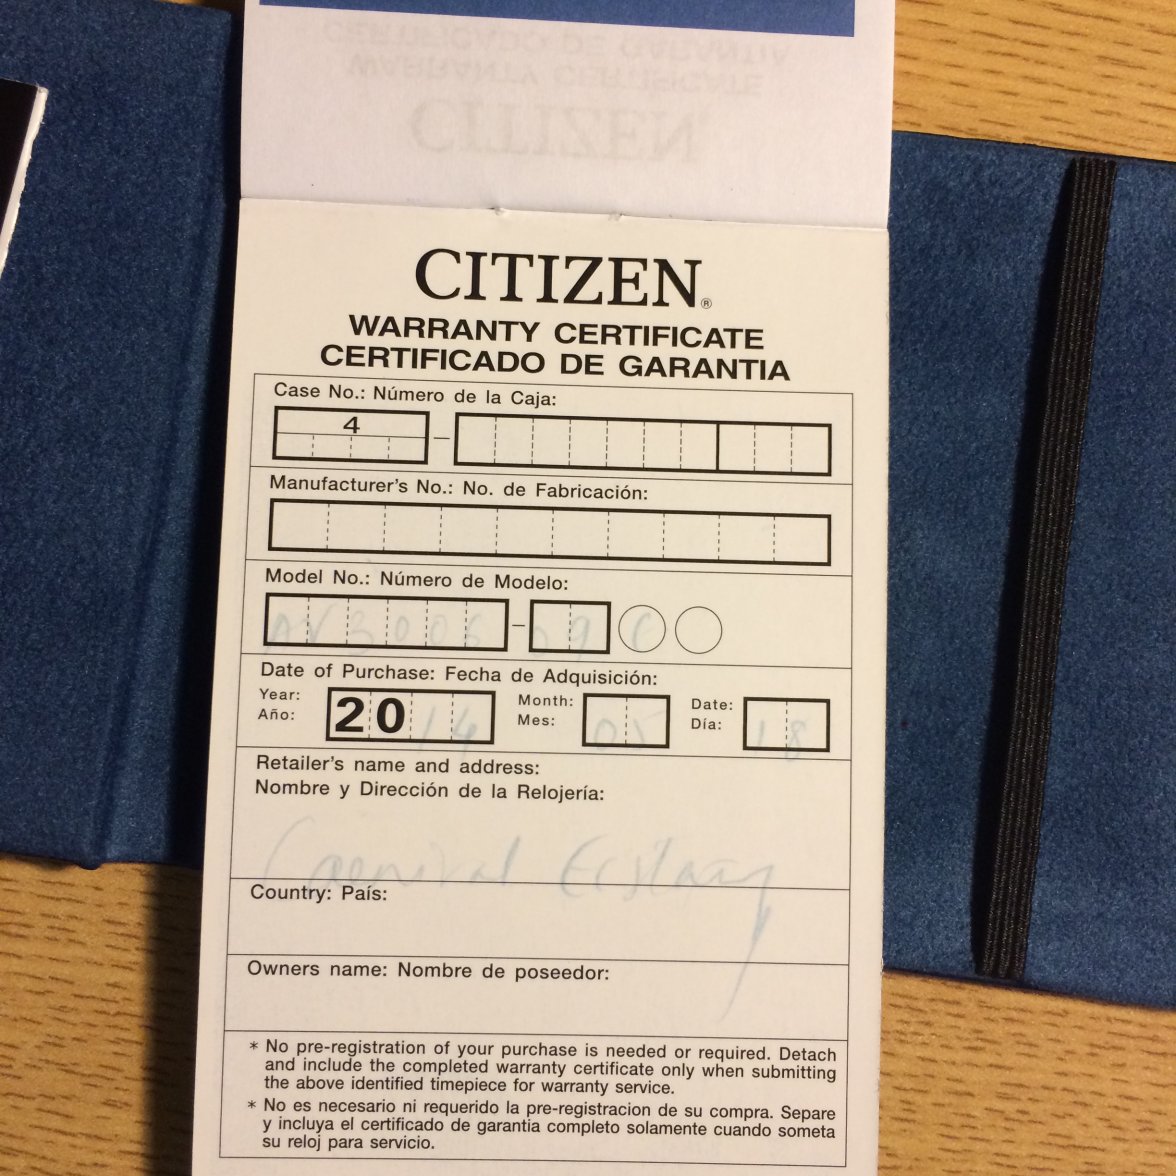 CITIZEN®
WARRANTY CERTIFICATE
CERTIFICADO DE GARANTIA
Case No.: Número de la Caja:
4 –
Manufacturer's No.: No. de Fabricación:
Model No.: Número de Modelo:
AV3006 – 09E
Date of Purchase: Fecha de Adquisición:
Year: 2014 Month: 05 Date: 18
Año: Mes: Día:
Retailer's name and address:
Nombre y Dirección de la Relojería:
Carnival Ecstasy
Country: País:
Owners name: Nombre de poseedor:
* No pre-registration of your purchase is needed or required. Detach
and include the completed warranty certificate only when submitting
the above identified timepiece for warranty service.
* No es necesario ni requerido la pre-registracion de su compra. Separe
y incluya el certificado de garantia completo solamente cuando someta
su reloj para servicio.